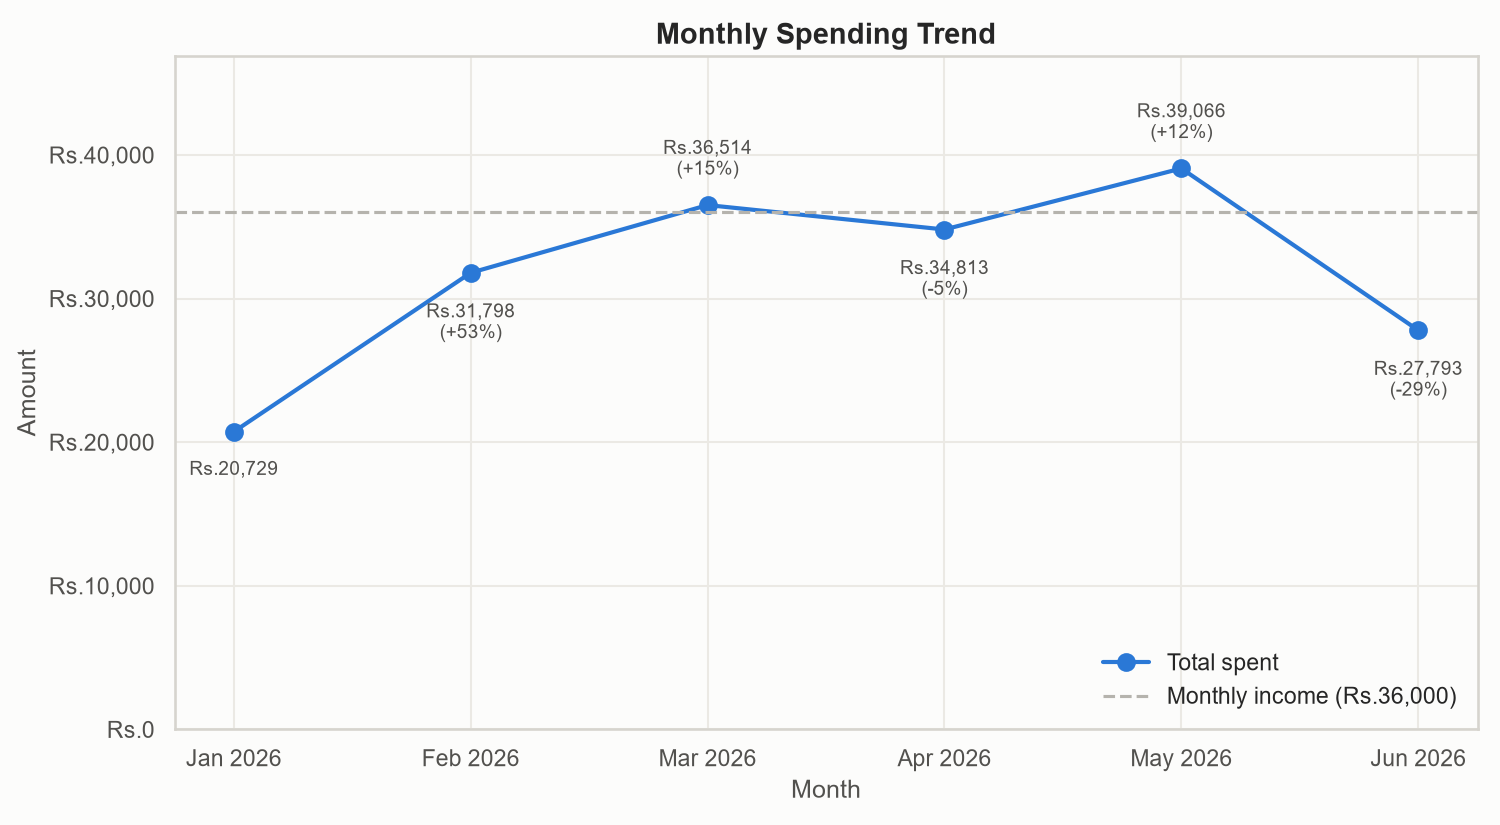 Monthly Spending Trend
Rs.39,066
(+12%)
Rs.36,514
(+15%)
Rs.40,000
Rs.34,813
(-5%)
Rs.30,000
Rs.31,798
(+53%)
Rs.27,793
(-29%)
Amount
Rs.20,000
Rs.20,729
Rs.10,000
Total spent
Monthly income (Rs.36,000)
Rs.0
Jan 2026 Feb 2026 Mar 2026 Apr 2026 May 2026 Jun 2026
Month